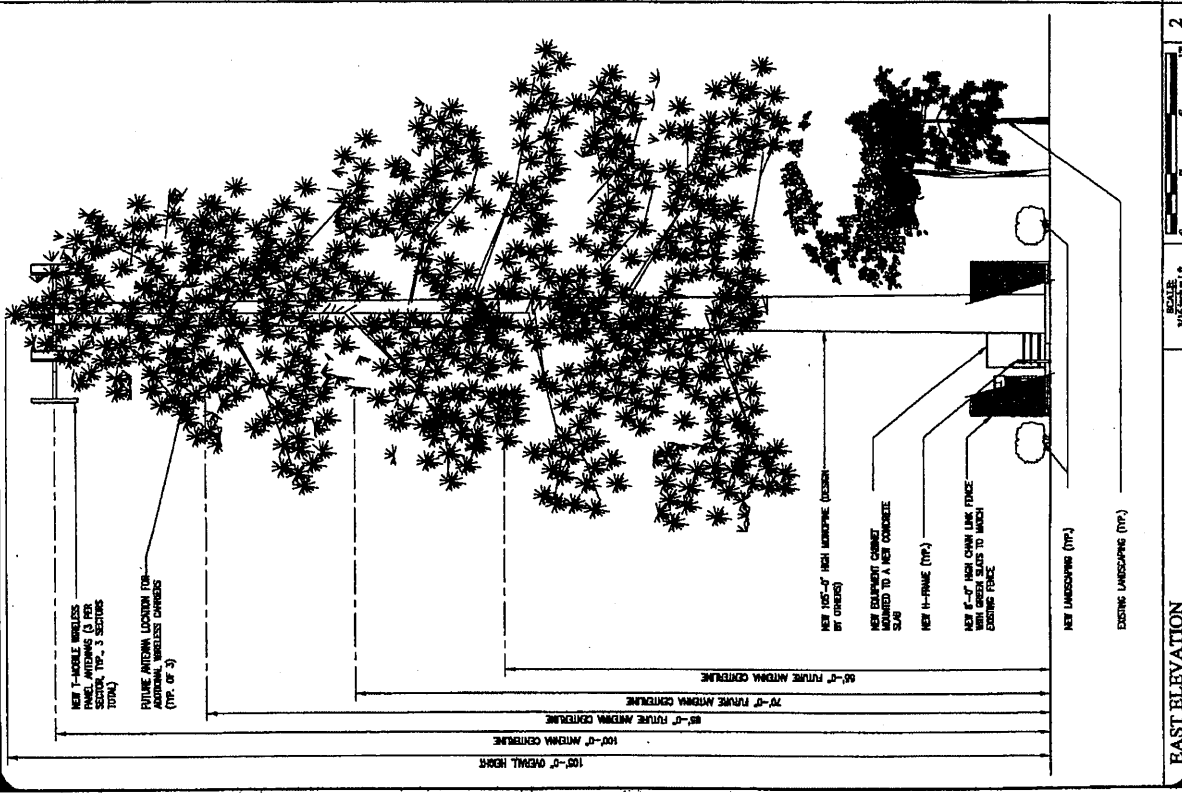 NEW T-MOBILE WIRELESS
PANEL ANTENNAS (3 PER
SECTOR, TYP., 3 SECTORS
TOTAL)
FUTURE ANTENNA LOCATION FOR
ADDITIONAL WIRELESS CARRIERS
(TYP. OF 3)
NEW 105'-0" HIGH MONOPINE (DESIGN
BY OTHERS)
NEW EQUIPMENT CABINET
MOUNTED TO A NEW CONCRETE
SLAB
NEW H-FRAME (TYP.)
NEW 8'-0" HIGH CHAIN LINK FENCE
WITH GREEN SLATS TO MATCH
EXISTING FENCE
NEW LANDSCAPING (TYP.)
EXISTING LANDSCAPING (TYP.)
55'-0" FUTURE ANTENNA CENTERLINE
70'-0" FUTURE ANTENNA CENTERLINE
85'-0" FUTURE ANTENNA CENTERLINE
100'-0" ANTENNA CENTERLINE
105'-0" OVERALL HEIGHT
EAST ELEVATION
SCALE
2